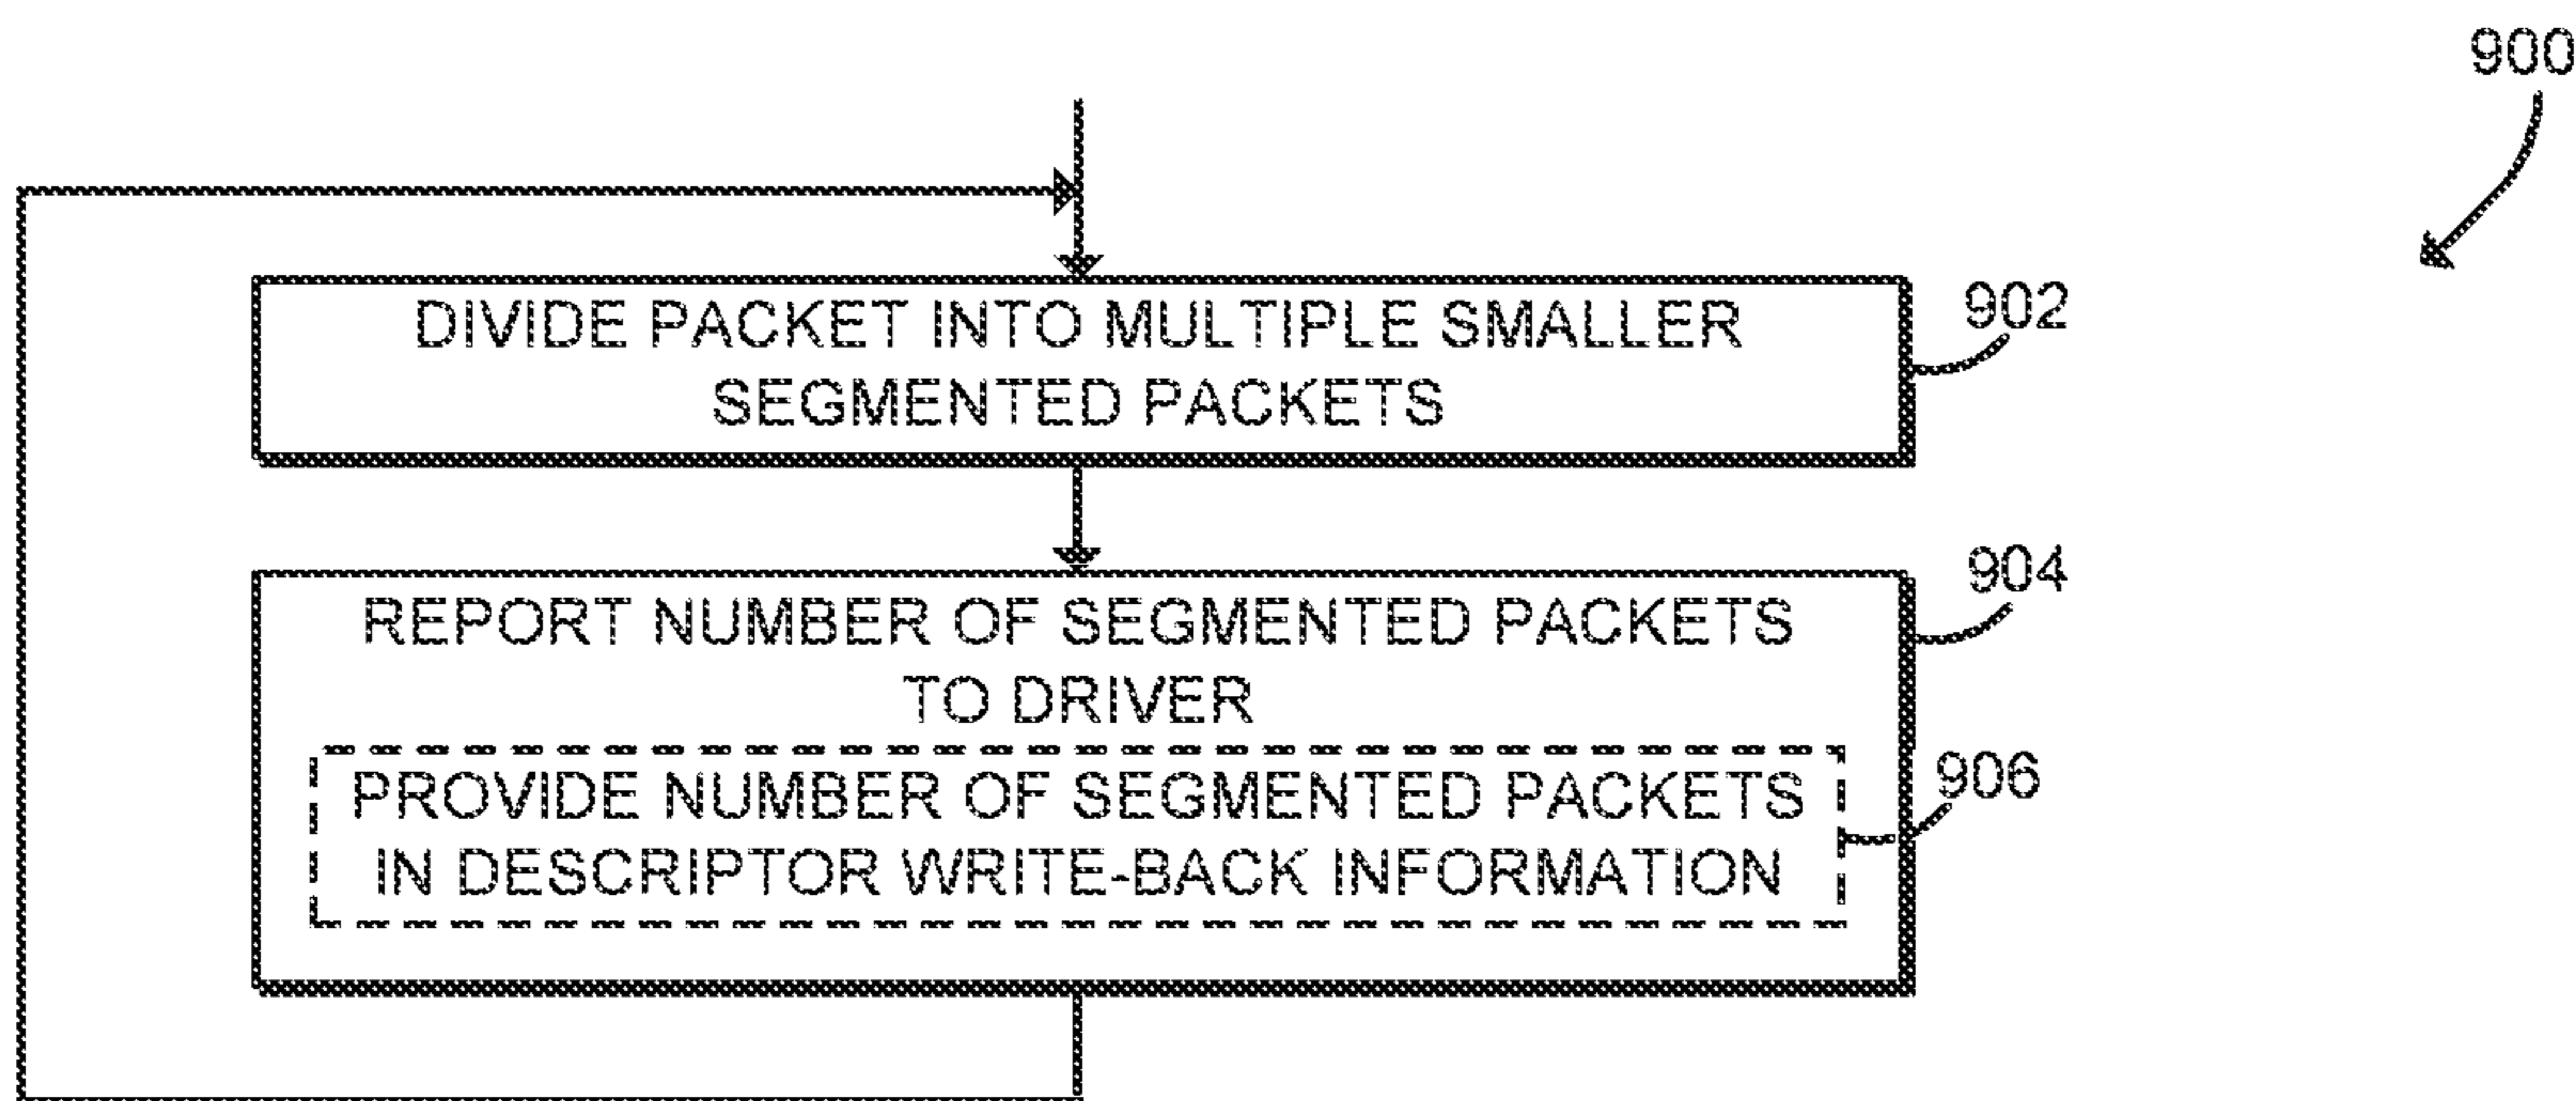 900
DIVIDE PACKET INTO MULTIPLE SMALLER
SEGMENTED PACKETS
902
REPORT NUMBER OF SEGMENTED PACKETS
TO DRIVER
904
PROVIDE NUMBER OF SEGMENTED PACKETS
IN DESCRIPTOR WRITE-BACK INFORMATION
906